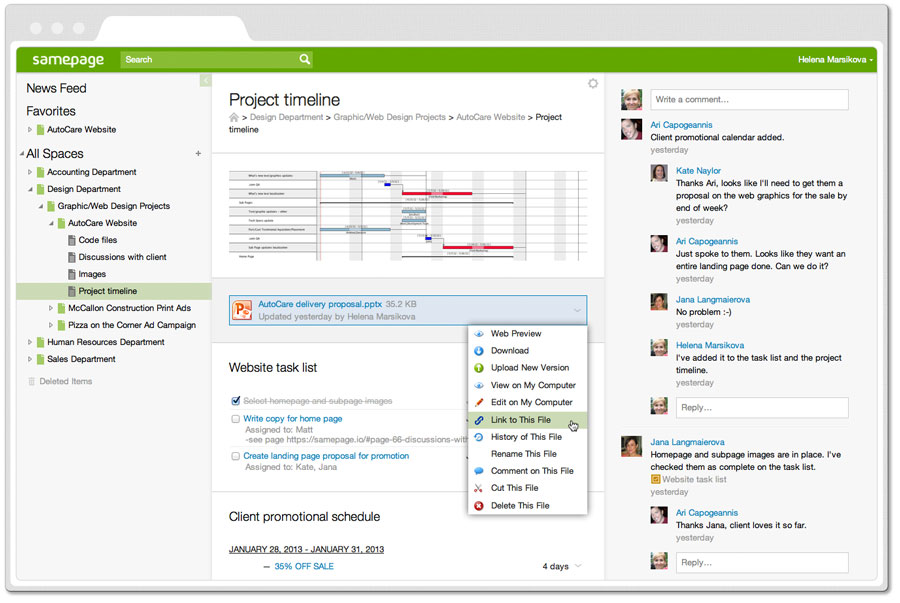 samepage
Search
Helena Marsikova
News Feed
Favorites
AutoCare Website
All Spaces
+
Accounting Department
Design Department
Graphic/Web Design Projects
AutoCare Website
Code files
Discussions with client
Images
Project timeline
McCallon Construction Print Ads
Pizza on the Corner Ad Campaign
Human Resources Department
Sales Department
Deleted Items
Project timeline
> Design Department > Graphic/Web Design Projects > AutoCare Website > Project
timeline
AutoCare delivery proposal.pptx 35.2 KB
Updated yesterday by Helena Marsikova
Web Preview
Download
Upload New Version
View on My Computer
Edit on My Computer
Link to This File
History of This File
Rename This File
Comment on This File
Cut This File
Delete This File
Website task list
Select homepage and subpage images
Write copy for home page
Assigned to: Matt
-see page https://samepage.io/#page-66-discussions-with
Create landing page proposal for promotion
Assigned to: Kate, Jana
Client promotional schedule
JANUARY 28, 2013 - JANUARY 31, 2013
— 35% OFF SALE
4 days
Write a comment...
Ari Capogeannis
Client promotional calendar added.
yesterday
Kate Naylor
Thanks Ari, looks like I'll need to get them a
proposal on the web graphics for the sale by
end of week?
yesterday
Ari Capogeannis
Just spoke to them. Looks like they want an
entire landing page done. Can we do it?
yesterday
Jana Langmaierova
No problem :-)
yesterday
Helena Marsikova
I've added it to the task list and the project
timeline.
yesterday
Reply...
Jana Langmaierova
Homepage and subpage images are in place. I've
checked them as complete on the task list.
Website task list
yesterday
Ari Capogeannis
Thanks Jana, client loves it so far.
yesterday
Reply...